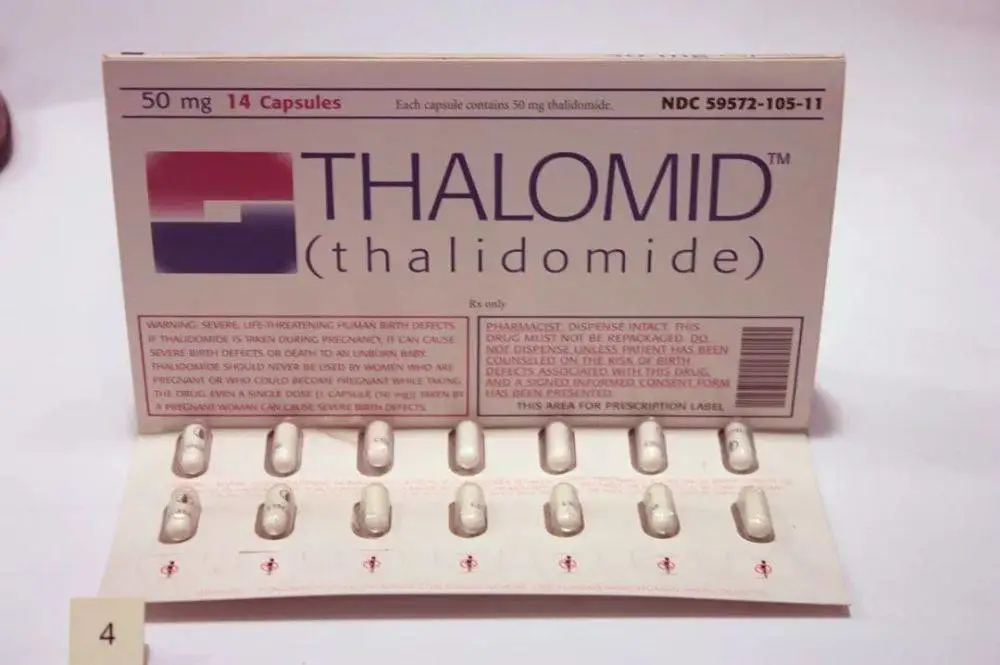 50 mg 14 Capsules Each capsule contains 50 mg thalidomide. NDC 59572-105-11
THALOMID™
(thalidomide)
Rx only
WARNING: SEVERE, LIFE-THREATENING HUMAN BIRTH DEFECTS.
IF THALIDOMIDE IS TAKEN DURING PREGNANCY, IT CAN CAUSE
SEVERE BIRTH DEFECTS OR DEATH TO AN UNBORN BABY.
THALIDOMIDE SHOULD NEVER BE USED BY WOMEN WHO ARE
PREGNANT OR WHO COULD BECOME PREGNANT WHILE TAKING
THE DRUG. EVEN A SINGLE DOSE [1 CAPSULE (50 mg)] TAKEN BY
A PREGNANT WOMAN CAN CAUSE SEVERE BIRTH DEFECTS.
PHARMACIST: DISPENSE INTACT. THIS
DRUG MUST NOT BE REPACKAGED. DO
NOT DISPENSE UNLESS PATIENT HAS BEEN
COUNSELED ON THE RISK OF BIRTH
DEFECTS ASSOCIATED WITH THIS DRUG,
AND A SIGNED INFORMED CONSENT FORM
HAS BEEN PRESENTED.
THIS AREA FOR PRESCRIPTION LABEL
4